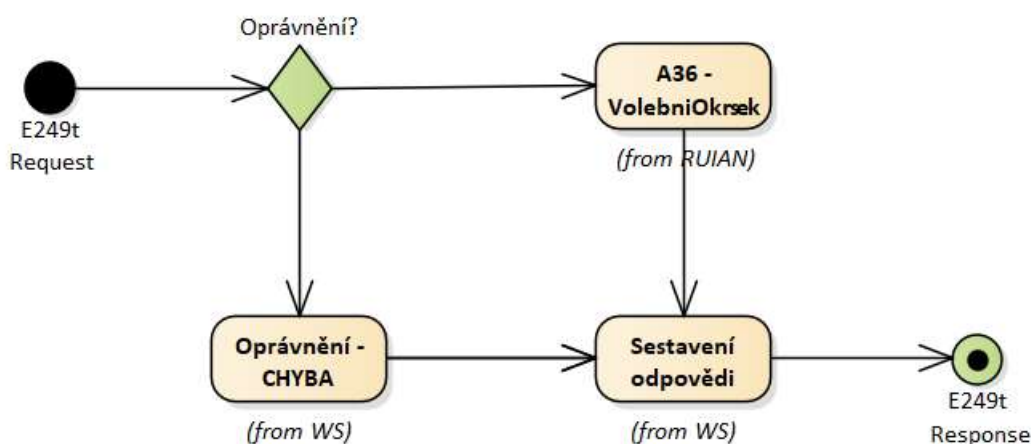 Oprávnění?
E249t
Request
A36 -
VolebniOkrsek
(from RUIAN)
Oprávnění -
CHYBA
(from WS)
Sestavení
odpovědi
(from WS)
E249t
Response